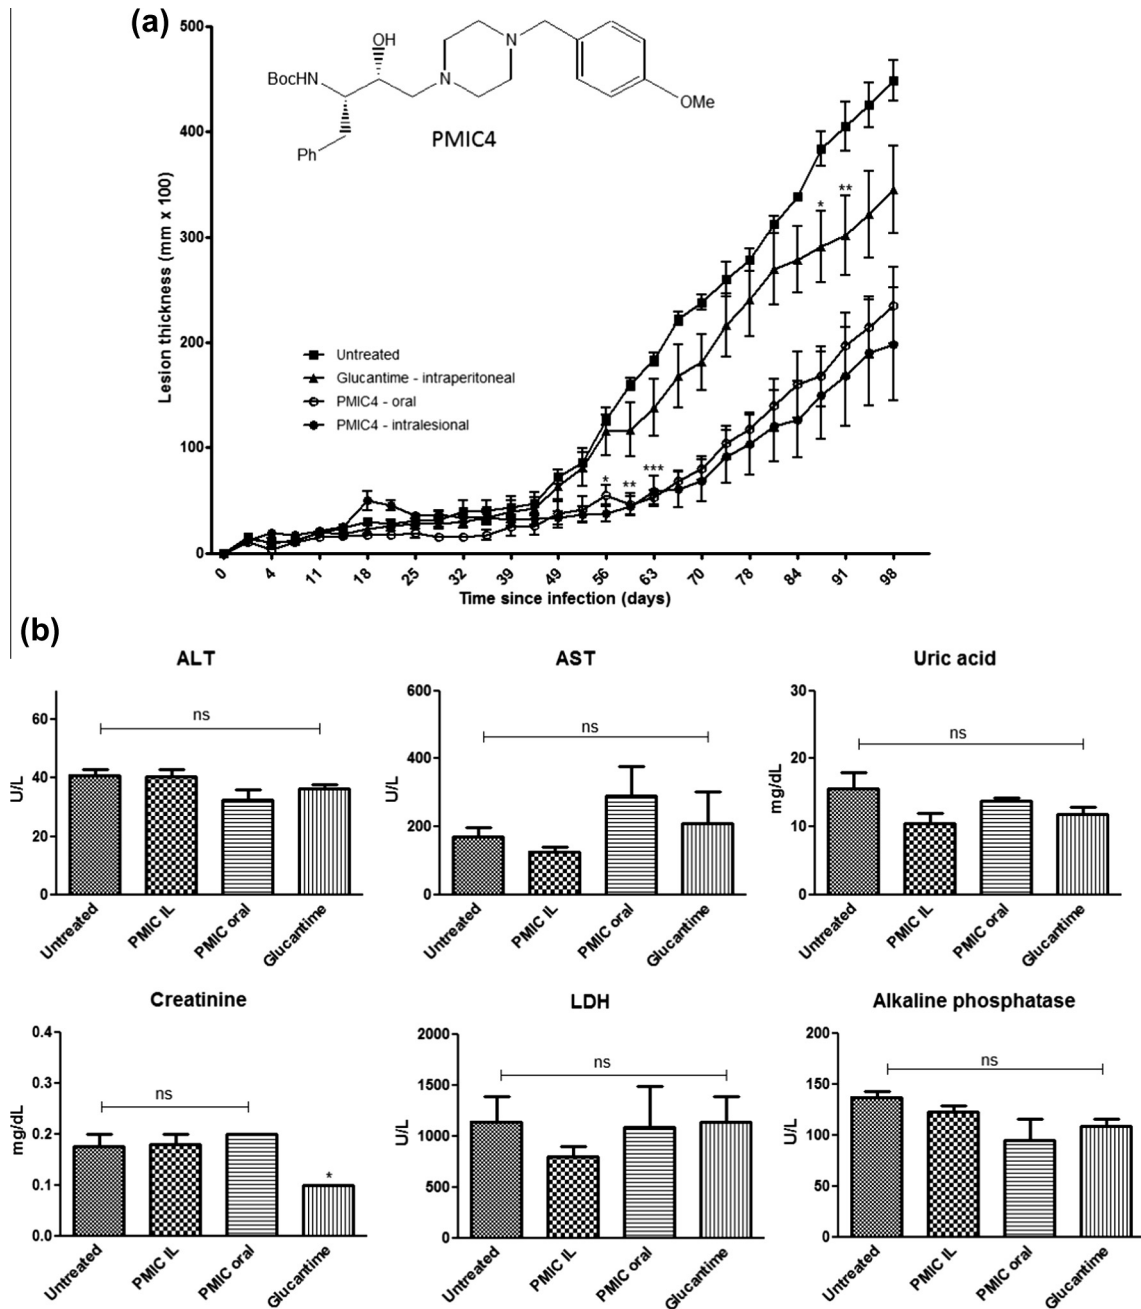 (a)
500
400
300
200
100
0
Lesion thickness (mm x 100)
OH
BocHN
Ph
N
N
OMe
PMIC4
Untreated
Glucantime - intraperitoneal
PMIC4 - oral
PMIC4 - intralesional
* ** ***
* **
0 4 11 18 25 32 39 49 56 63 70 78 84 91 98
Time since infection (days)
(b)
ALT
U/L
60
40
20
0
ns
Untreated
PMIC IL
PMIC oral
Glucantime
AST
U/L
600
400
200
0
ns
Untreated
PMIC IL
PMIC oral
Glucantime
Uric acid
mg/dL
30
20
10
0
ns
Untreated
PMIC IL
PMIC oral
Glucantime
Creatinine
mg/dL
0.4
0.3
0.2
0.1
0.0
ns
*
Untreated
PMIC IL
PMIC oral
Glucantime
LDH
U/L
2000
1500
1000
500
0
ns
Untreated
PMIC IL
PMIC oral
Glucantime
Alkaline phosphatase
U/L
200
150
100
50
0
ns
Untreated
PMIC IL
PMIC oral
Glucantime